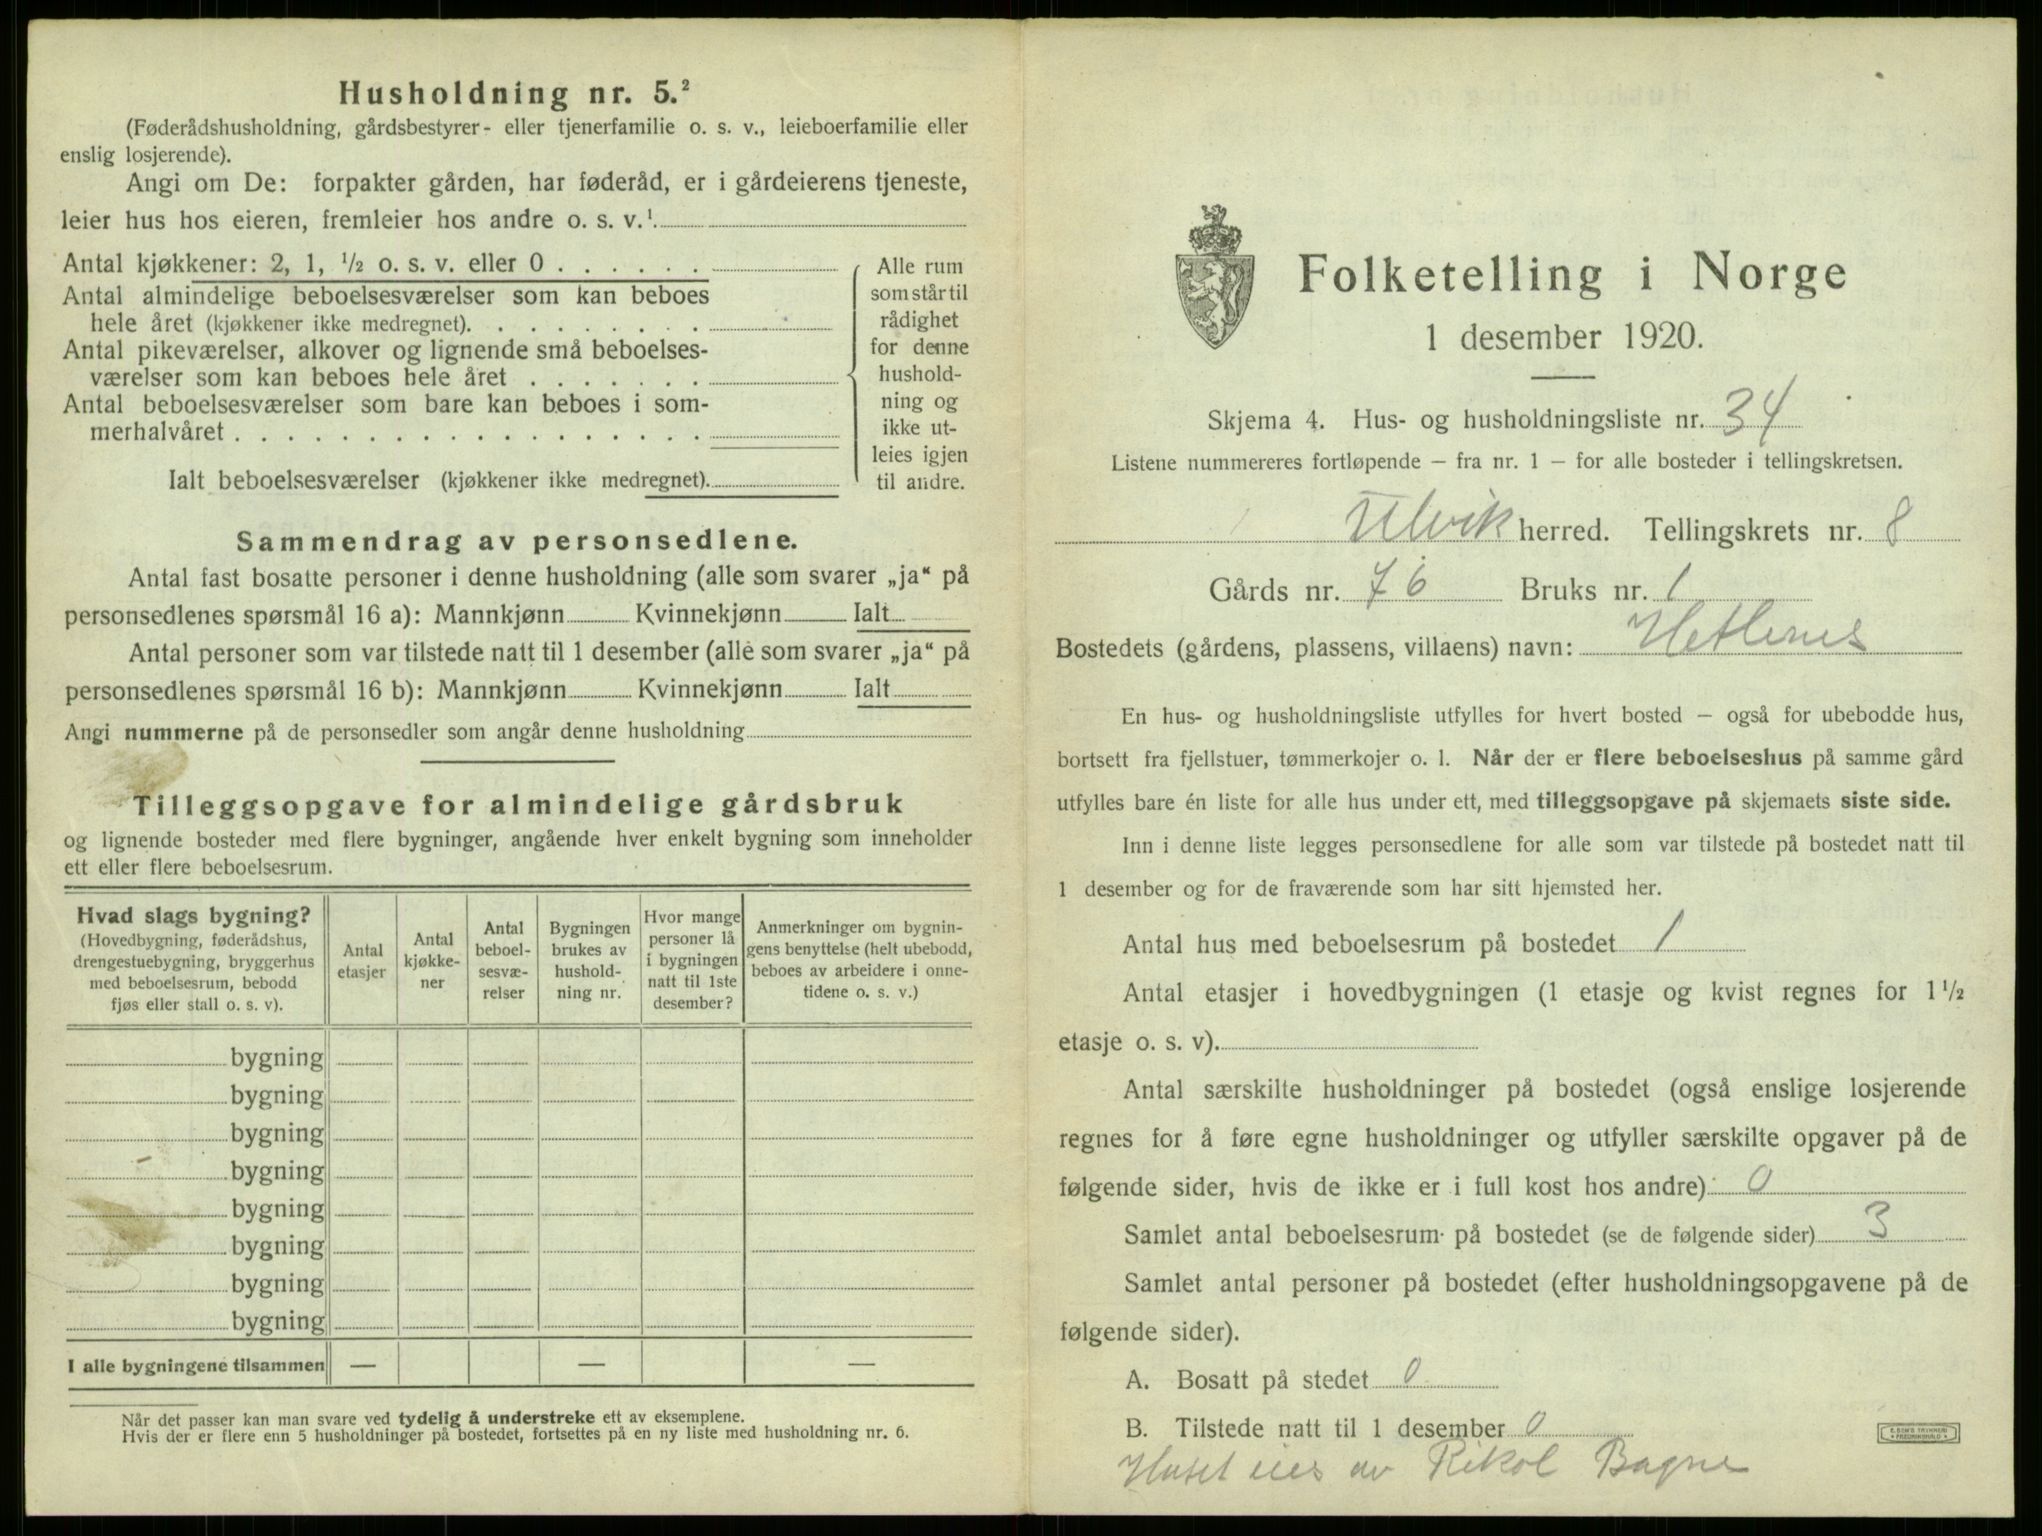 Husholdning nr. 5.²
(Føderådshusholdning, gårdsbestyrer- eller tjenerfamilie o. s. v., leieboerfamilie eller
enslig losjerende).
Angi om De: forpakter gården, har føderåd, er i gårdeierens tjeneste,
leier hus hos eieren, fremleier hos andre o. s. v.¹
Antal kjøkkener: 2, 1, ½ o. s. v. eller 0 . . . . . .
Antal almindelige beboelsesværelser som kan beboes
hele året (kjøkkener ikke medregnet). . . . . . . . .
Antal pikeværelser, alkover og lignende små beboelses-
værelser som kan beboes hele året . . . . . . .
Antal beboelsesværelser som bare kan beboes i som-
merhalvåret . . . . . . . . . . . . . . . . . .
Ialt beboelsesværelser (kjøkkener ikke medregnet).
Alle rum
som står til
rådighet
for denne
hushold-
ning og
ikke ut-
leies igjen
til andre.
Sammendrag av personsedlene.
Antal fast bosatte personer i denne husholdning (alle som svarer „ja“ på
personsedlenes spørsmål 16 a): Mannkjønn Kvinnekjønn Ialt
Antal personer som var tilstede natt til 1 desember (alle som svarer „ja“ på
personsedlenes spørsmål 16 b): Mannkjønn Kvinnekjønn Ialt
Angi nummerne på de personsedler som angår denne husholdning
Tilleggsopgave for almindelige gårdsbruk
og lignende bosteder med flere bygninger, angående hver enkelt bygning som inneholder
ett eller flere beboelsesrum.
Hvad slags bygning?
(Hovedbygning, føderådshus,
drengestuebygning, bryggerhus
med beboelsesrum, bebodd
fjøs eller stall o. s. v).
Antal
etasjer
Antal
kjøkke-
ner
Antal
beboel-
sesvæ-
relser
Bygningen
brukes av
hushold-
ning nr.
Hvor mange
personer lå
i bygningen
natt til 1ste
desember?
Anmerkninger om bygnin-
gens benyttelse (helt ubebodd,
beboes av arbeidere i onne-
tidene o. s. v.)
bygning
bygning
bygning
bygning
bygning
bygning
bygning
bygning
I alle bygningene tilsammen — — —
Når det passer kan man svare ved tydelig å understreke ett av eksemplene.
Hvis der er flere enn 5 husholdninger på bostedet, fortsettes på en ny liste med husholdning nr. 6.
Folketelling i Norge
1 desember 1920.
Skjema 4. Hus- og husholdningsliste nr. 34
Listene nummereres fortløpende — fra nr. 1 — for alle bosteder i tellingskretsen.
Ulvik herred. Tellingskrets nr. 8
Gårds nr. 76 Bruks nr. 1
Bostedets (gårdens, plassens, villaens) navn: Hetlenes
En hus- og husholdningsliste utfylles for hvert bosted — også for ubebodde hus,
bortsett fra fjellstuer, tømmerkojer o. l. Når der er flere beboelseshus på samme gård
utfylles bare én liste for alle hus under ett, med tilleggsopgave på skjemaets siste side.
Inn i denne liste legges personsedlene for alle som var tilstede på bostedet natt til
1 desember og for de fraværende som har sitt hjemsted her.
Antal hus med beboelsesrum på bostedet 1
Antal etasjer i hovedbygningen (1 etasje og kvist regnes for 1½
etasje o. s. v).
Antal særskilte husholdninger på bostedet (også enslige losjerende
regnes for å føre egne husholdninger og utfyller særskilte opgaver på de
følgende sider, hvis de ikke er i full kost hos andre) 0
Samlet antal beboelsesrum på bostedet (se de følgende sider) 3
Samlet antal personer på bostedet (efter husholdningsopgavene på de
følgende sider).
A. Bosatt på stedet 0
B. Tilstede natt til 1 desember 0
Huset eies av Rikol Bagne